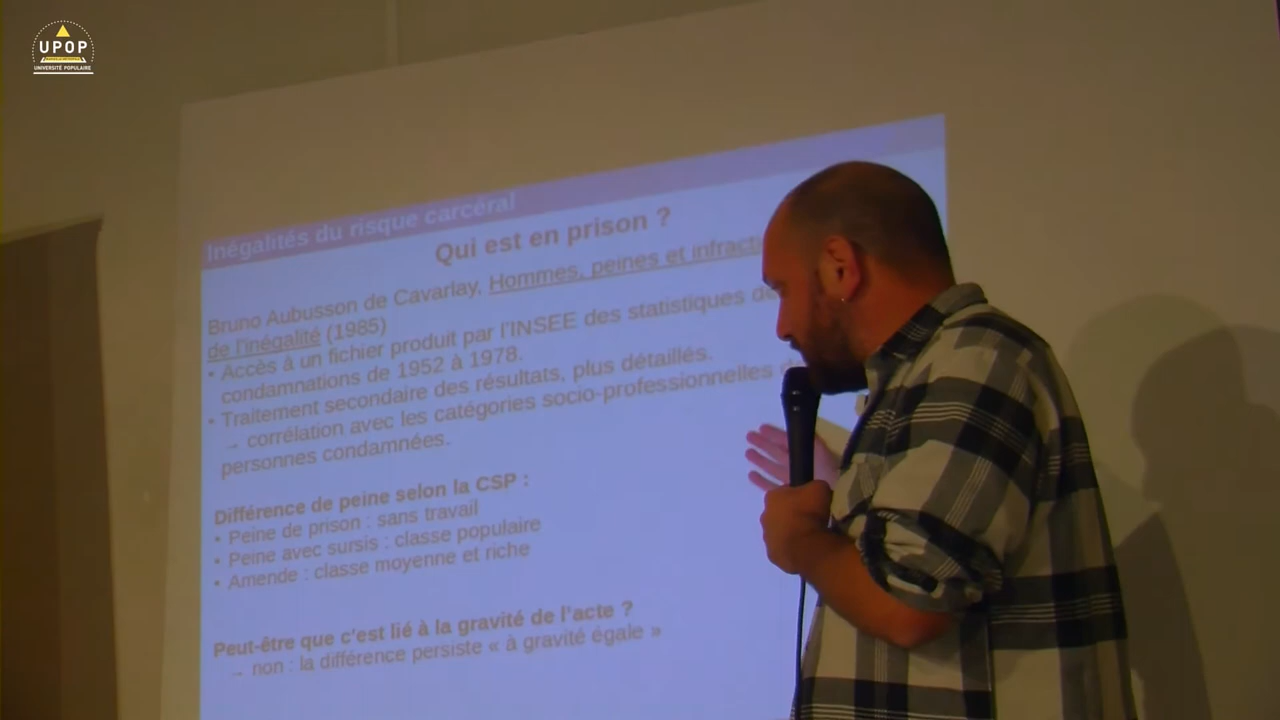 UPOP
UNIVERSITÉ POPULAIRE
Inégalités du risque carcéral
Qui est en prison ?
Bruno Aubusson de Cavarlay, Hommes, peines et
de l'inégalité (1985)
• Accès à un fichier produit par l'INSEE des statistiques
condamnations de 1952 à 1978.
• Traitement secondaire des résultats, plus détaillés.
→ corrélation avec les catégories socio-professionnelles
personnes condamnées.
Différence de peine selon la CSP :
• Peine de prison : sans travail
• Peine avec sursis : classe populaire
• Amende : classe moyenne et riche
Peut-être que c'est lié à la gravité de l'acte ?
→ non : la différence persiste « à gravité égale »